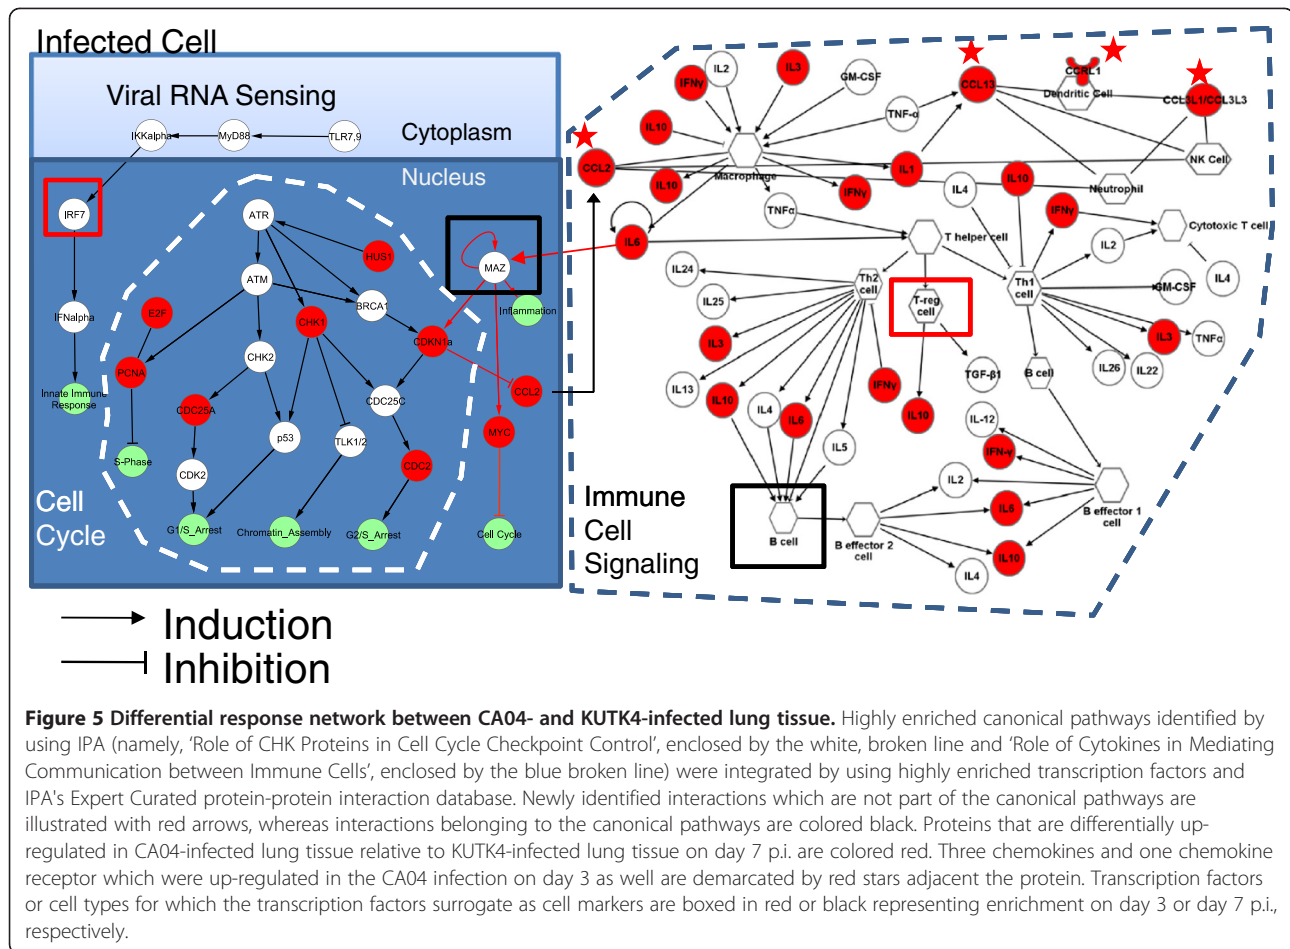 Infected Cell
Viral RNA Sensing
IKKalpha
MyD88
TLR7,9
Cytoplasm
Nucleus
IRF7
ATR
HUS1
MAZ
ATM
BRCA1
Inflammation
IFNalpha
E2F
CHK1
CDKN1a
CHK2
PCNA
CCL2
Innate Immune
Response
CDC25A
CDC25C
MYC
p53
TLK1/2
S-Phase
CDK2
CDC2
Cell
Cycle
G1/S_Arrest
Chromatin_Assembly
G2/S_Arrest
Cell Cycle
IFNγ
IL2
IL3
GM-CSF
CCL13
CCRL1
Dendritic Cell
CCL3L1/CCL3L3
TNF-α
IL10
CCL2
Macrophage
IL1
NK Cell
IL10
IFNγ
IL4
IL10
Neutrophil
TNFα
IFNγ
Cytotoxic T cell
IL6
T helper cell
IL2
IL4
IL24
Th2
cell
T-reg
cell
Th1
cell
GM-CSF
IL25
IL3
IL3
TNFα
IL13
IL10
IL4
IL6
IFNγ
IL10
TGF-β1
B cell
IL26
IL22
IL5
IL-12
IFN-γ
Immune
Cell
Signaling
IL2
B effector 1
cell
IL6
B cell
B effector 2
cell
IL10
IL4
Induction
Inhibition
Figure 5 Differential response network between CA04- and KUTK4-infected lung tissue. Highly enriched canonical pathways identified by
using IPA (namely, ‘Role of CHK Proteins in Cell Cycle Checkpoint Control’, enclosed by the white, broken line and ‘Role of Cytokines in Mediating
Communication between Immune Cells’, enclosed by the blue broken line) were integrated by using highly enriched transcription factors and
IPA's Expert Curated protein-protein interaction database. Newly identified interactions which are not part of the canonical pathways are
illustrated with red arrows, whereas interactions belonging to the canonical pathways are colored black. Proteins that are differentially up-
regulated in CA04-infected lung tissue relative to KUTK4-infected lung tissue on day 7 p.i. are colored red. Three chemokines and one chemokine
receptor which were up-regulated in the CA04 infection on day 3 as well are demarcated by red stars adjacent the protein. Transcription factors
or cell types for which the transcription factors surrogate as cell markers are boxed in red or black representing enrichment on day 3 or day 7 p.i.,
respectively.